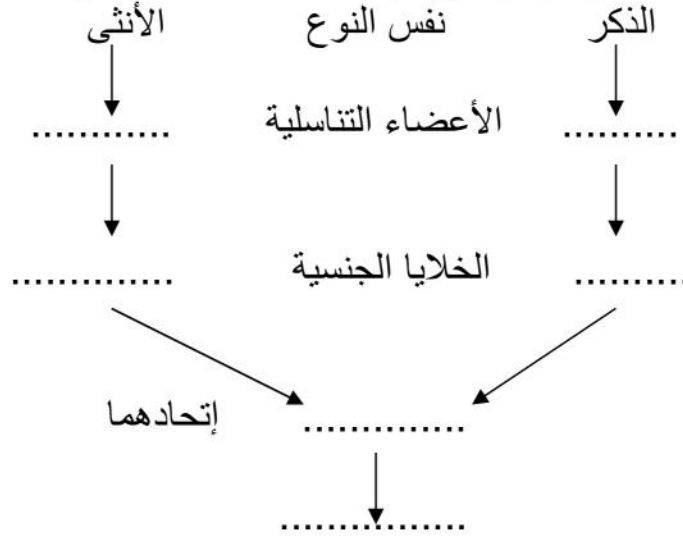 الذكر نفس النوع الأنثى
............ الأعضاء التناسلية ............
............ الخلايا الجنسية ..............
.............. إتحادهما
................